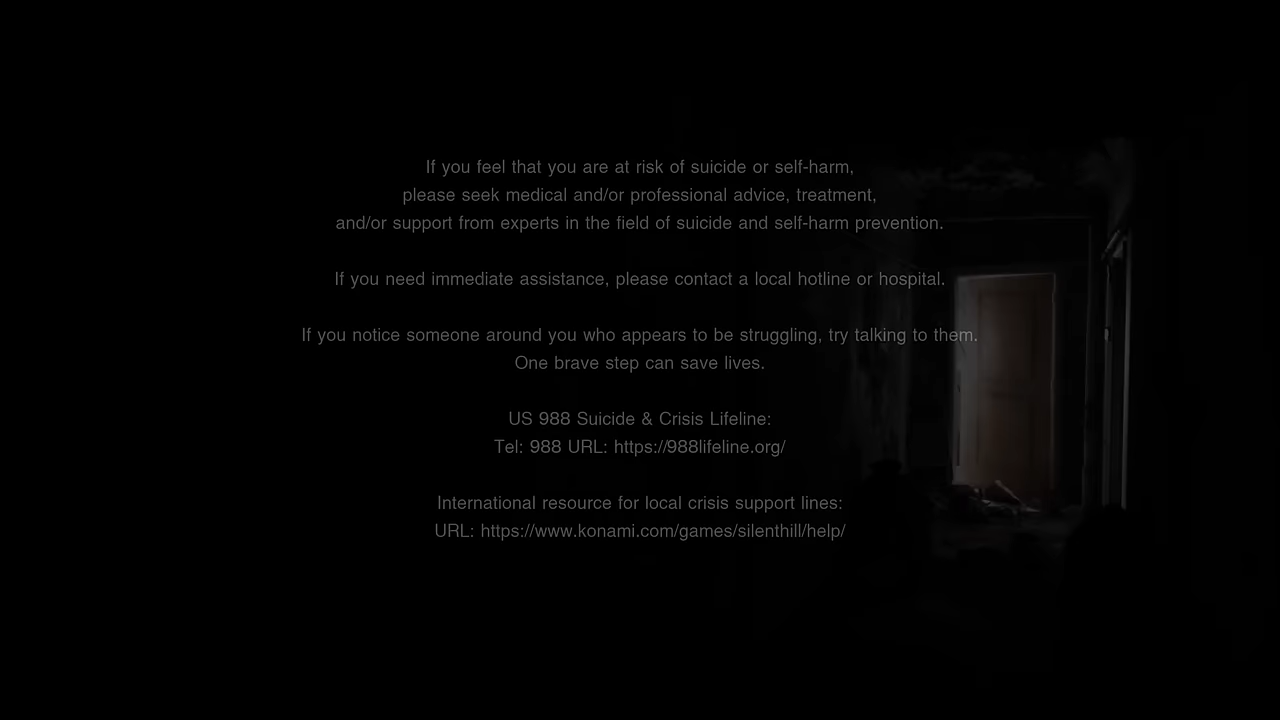 If you feel that you are at risk of suicide or self-harm,
please seek medical and/or professional advice, treatment,
and/or support from experts in the field of suicide and self-harm prevention.
If you need immediate assistance, please contact a local hotline or hospital.
If you notice someone around you who appears to be struggling, try talking to them.
One brave step can save lives.
US 988 Suicide & Crisis Lifeline:
Tel: 988 URL: https://988lifeline.org/
International resource for local crisis support lines:
URL: https://www.konami.com/games/silenthill/help/